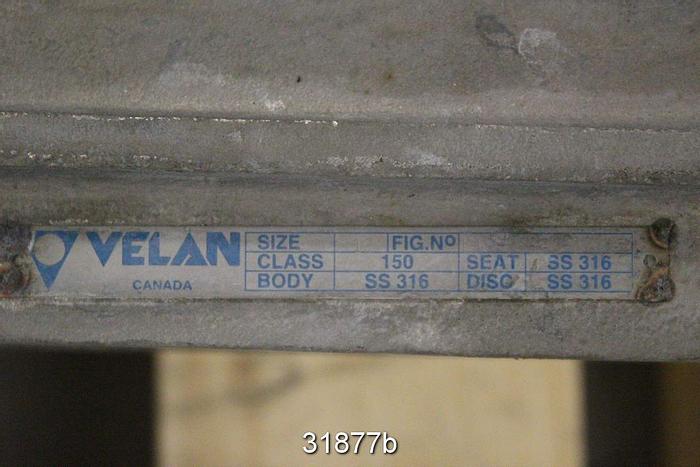 VELAN
CANADA
SIZE FIG.Nº
CLASS 150 SEAT SS 316
BODY SS 316 DISC SS 316
31877b